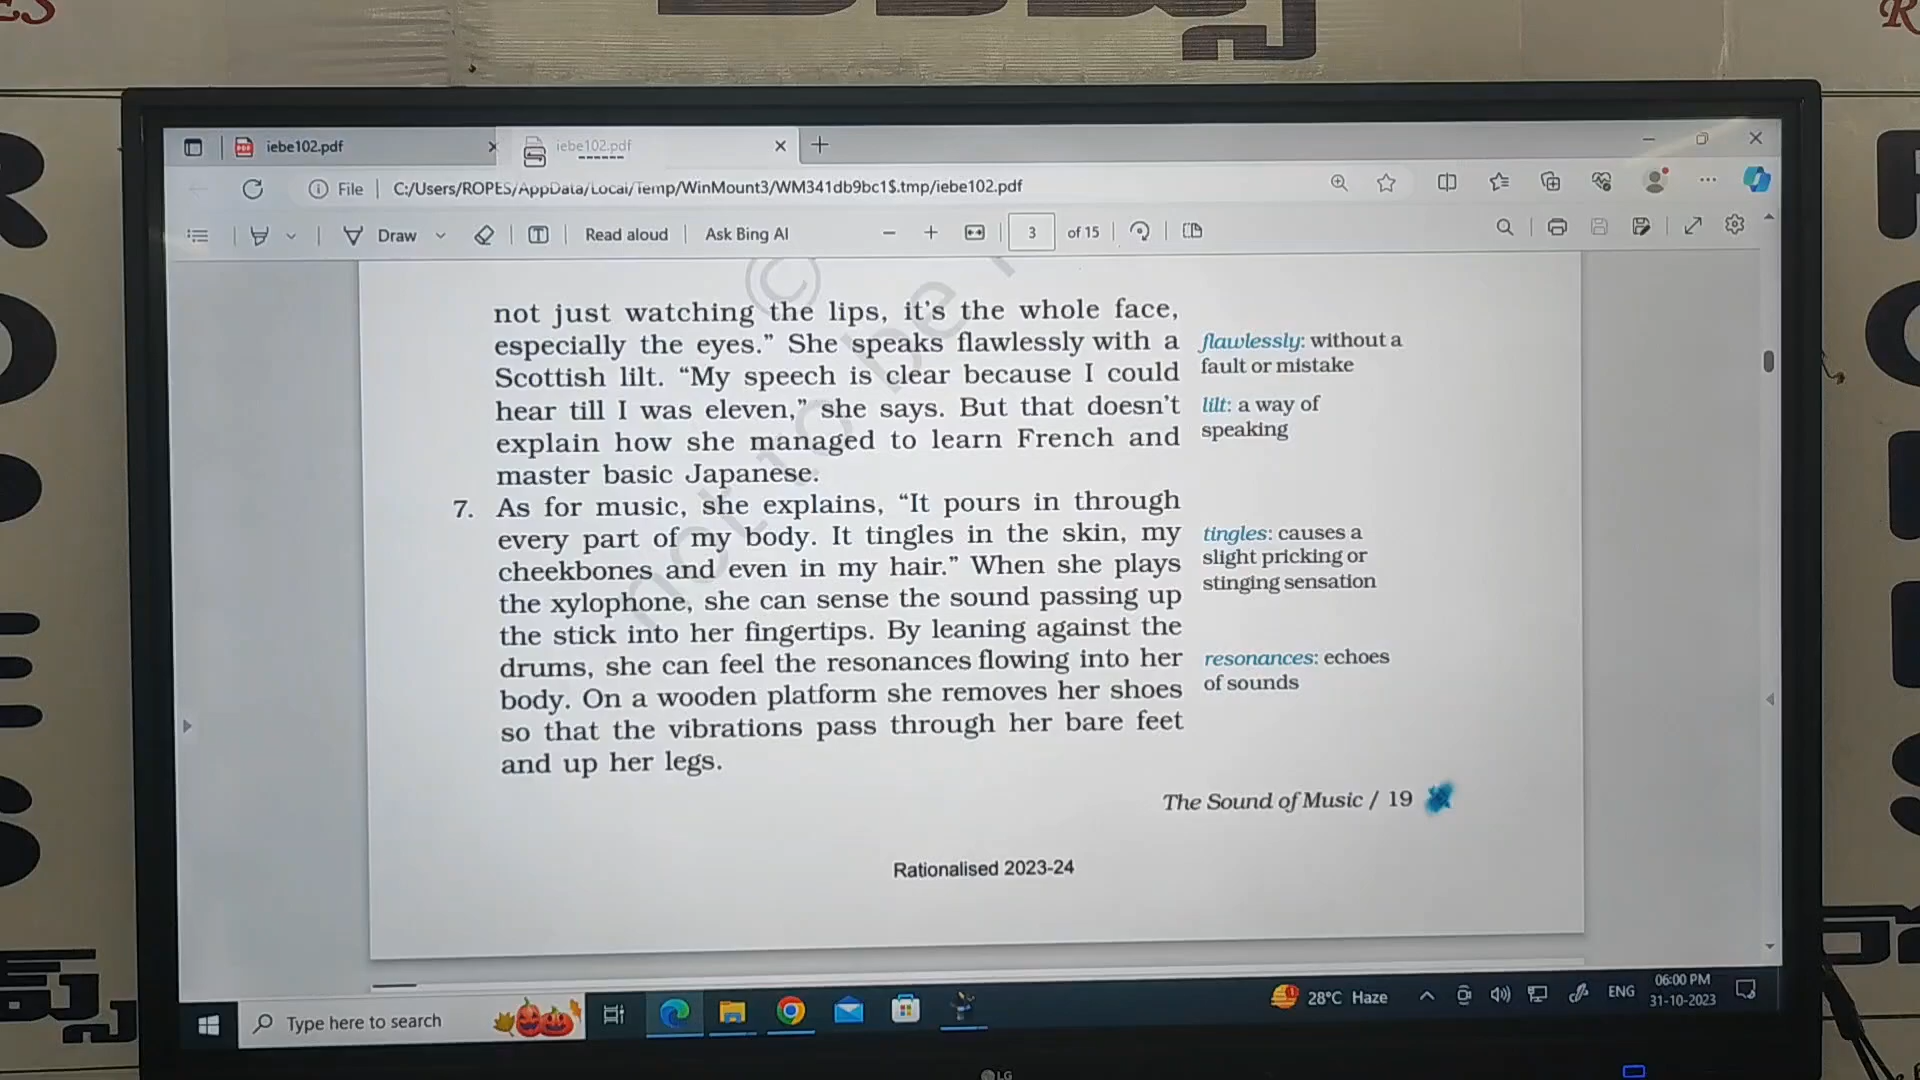 iebe102.pdf
iebe102.pdf
File
C:/Users/ROPES/AppData/Local/Temp/WinMount3/WM341db9bc1$.tmp/iebe102.pdf
Draw
Read aloud
Ask Bing AI
3
of 15
not just watching the lips, it's the whole face,
especially the eyes.” She speaks flawlessly with a
Scottish lilt. “My speech is clear because I could
hear till I was eleven,” she says. But that doesn't
explain how she managed to learn French and
master basic Japanese.
flawlessly: without a
fault or mistake
lilt: a way of
speaking
7. As for music, she explains, “It pours in through
every part of my body. It tingles in the skin, my
cheekbones and even in my hair.” When she plays
the xylophone, she can sense the sound passing up
the stick into her fingertips. By leaning against the
drums, she can feel the resonances flowing into her
body. On a wooden platform she removes her shoes
so that the vibrations pass through her bare feet
and up her legs.
tingles: causes a
slight pricking or
stinging sensation
resonances: echoes
of sounds
© not to be
The Sound of Music / 19
Rationalised 2023-24
Type here to search
28°C Haze
ENG
06:00 PM
31-10-2023
LG